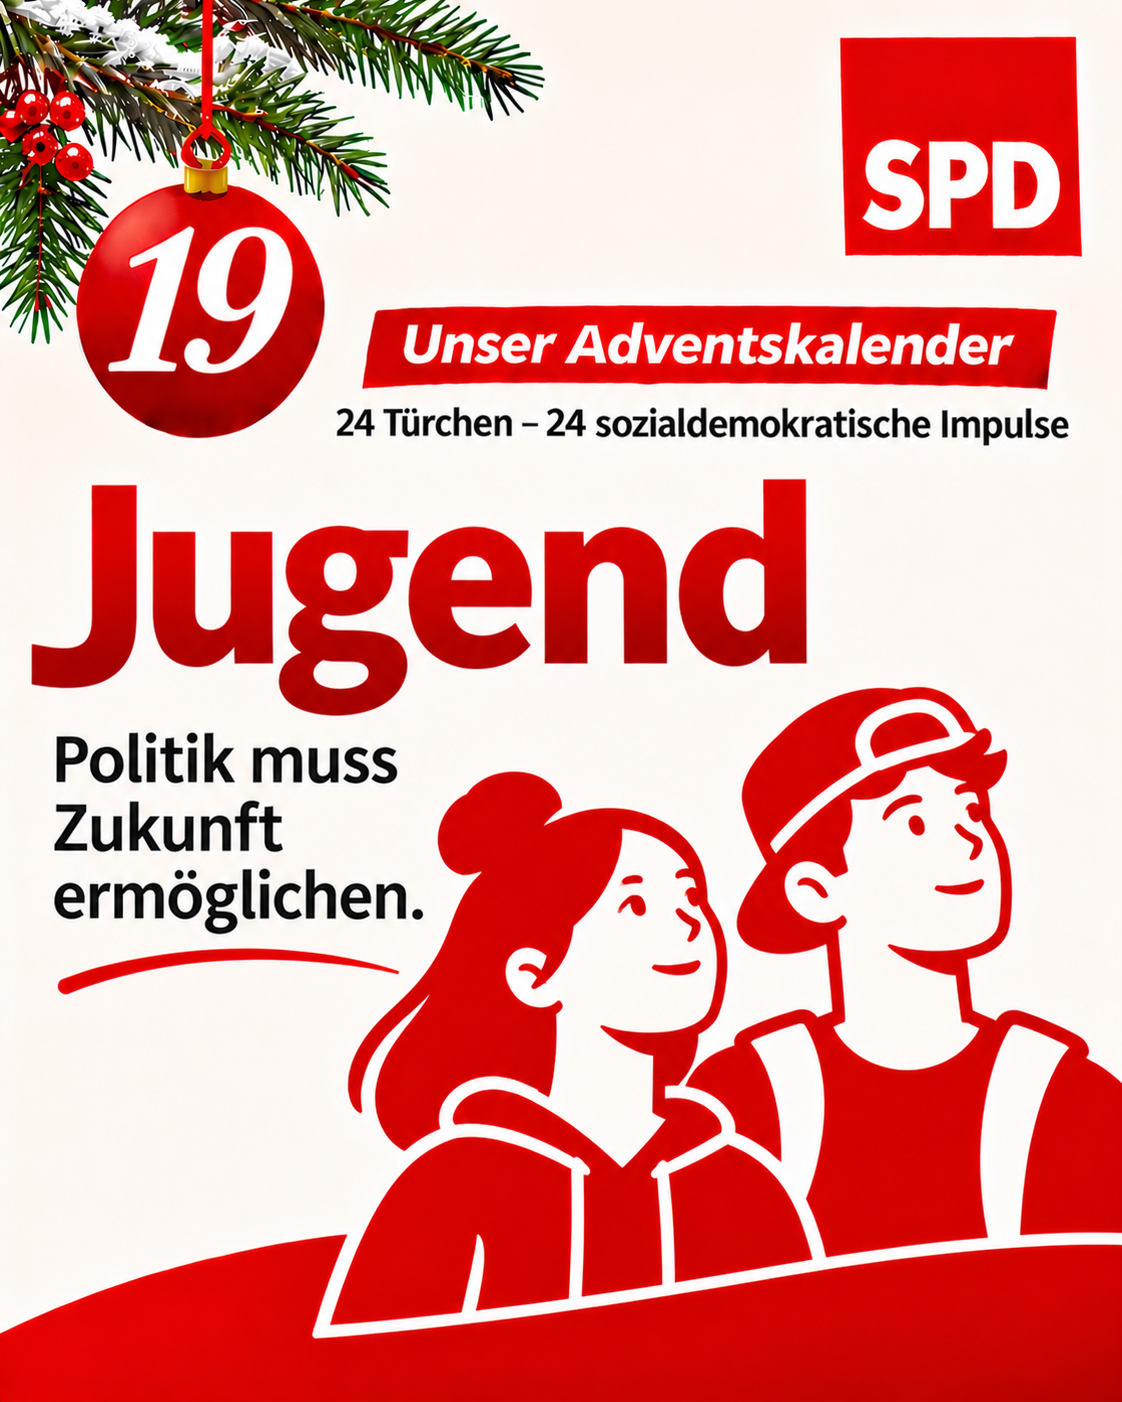 SPD
19
Unser Adventskalender
24 Türchen – 24 sozialdemokratische Impulse
Jugend
Politik muss
Zukunft
ermöglichen.